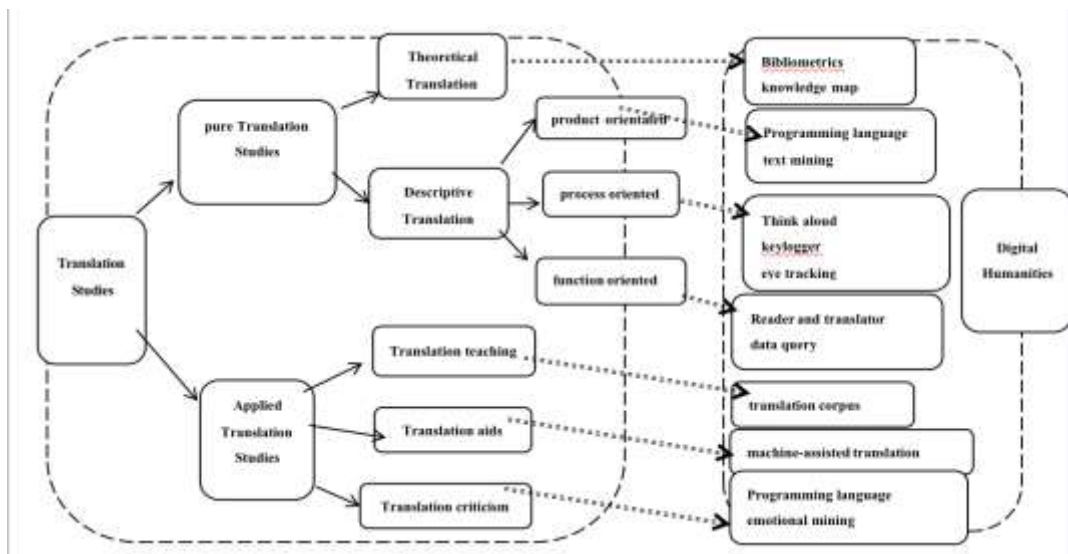 Theoretical
Translation
Bibliometrics
knowledge map
pure Translation
Studies
product
Programming language
text mining
Descriptive
Translation
process oriented
Think aloud
keylogger
eye tracking
Digital
Humanities
Translation
Studies
function oriented
Reader and translator
data query
Translation teaching
translation corpus
Applied
Translation
Studies
Translation aids
machine-assisted translation
Translation criticism
Programming language
emotional mining